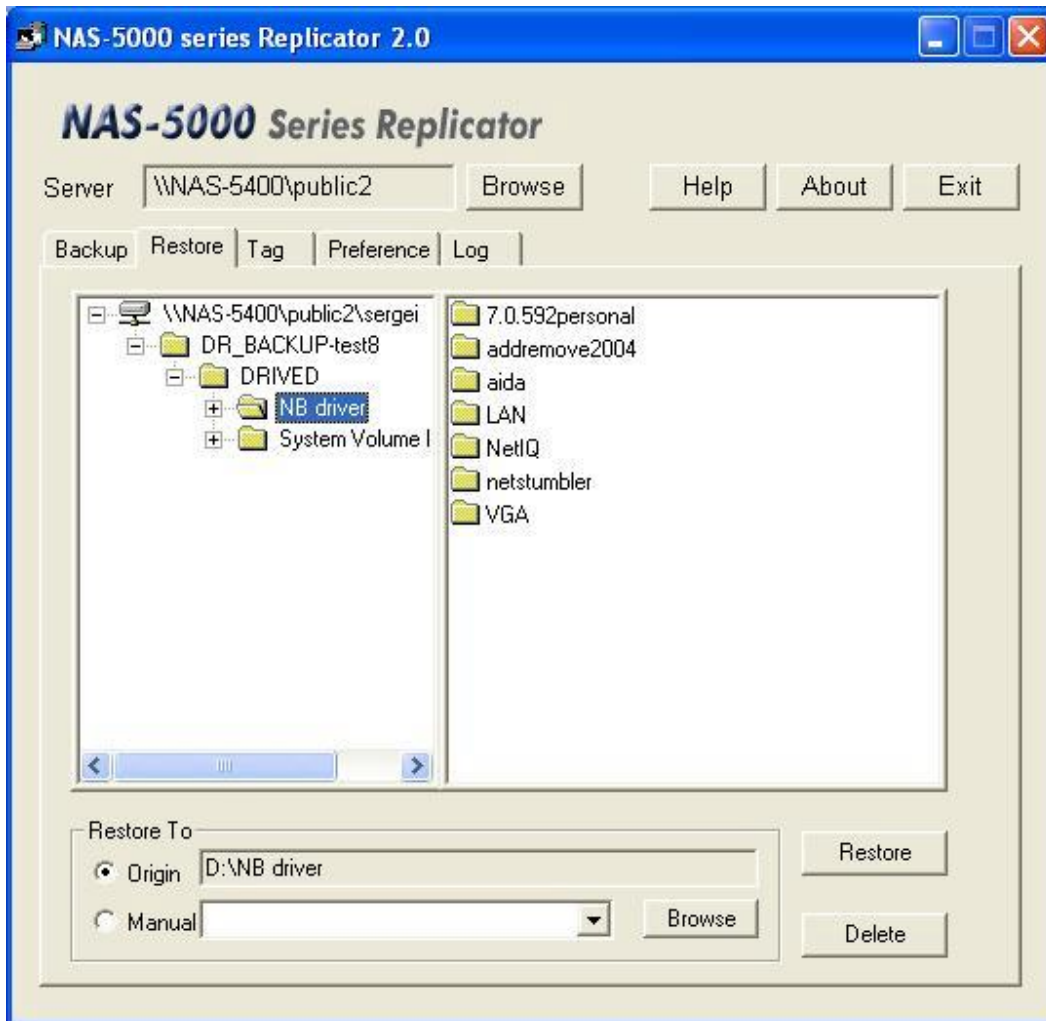 NAS-5000 series Replicator 2.0
NAS-5000 Series Replicator
Server \\NAS-5400\public2 Browse Help About Exit
Backup Restore Tag Preference Log
\\NAS-5400\public2\sergei
DR_BACKUP-test8
DRIVED
NB driver
System Volume I
7.0.592personal
addremove2004
aida
LAN
NetIQ
netstumbler
VGA
Restore To
Origin D:\NB driver
Restore
Manual Browse
Delete